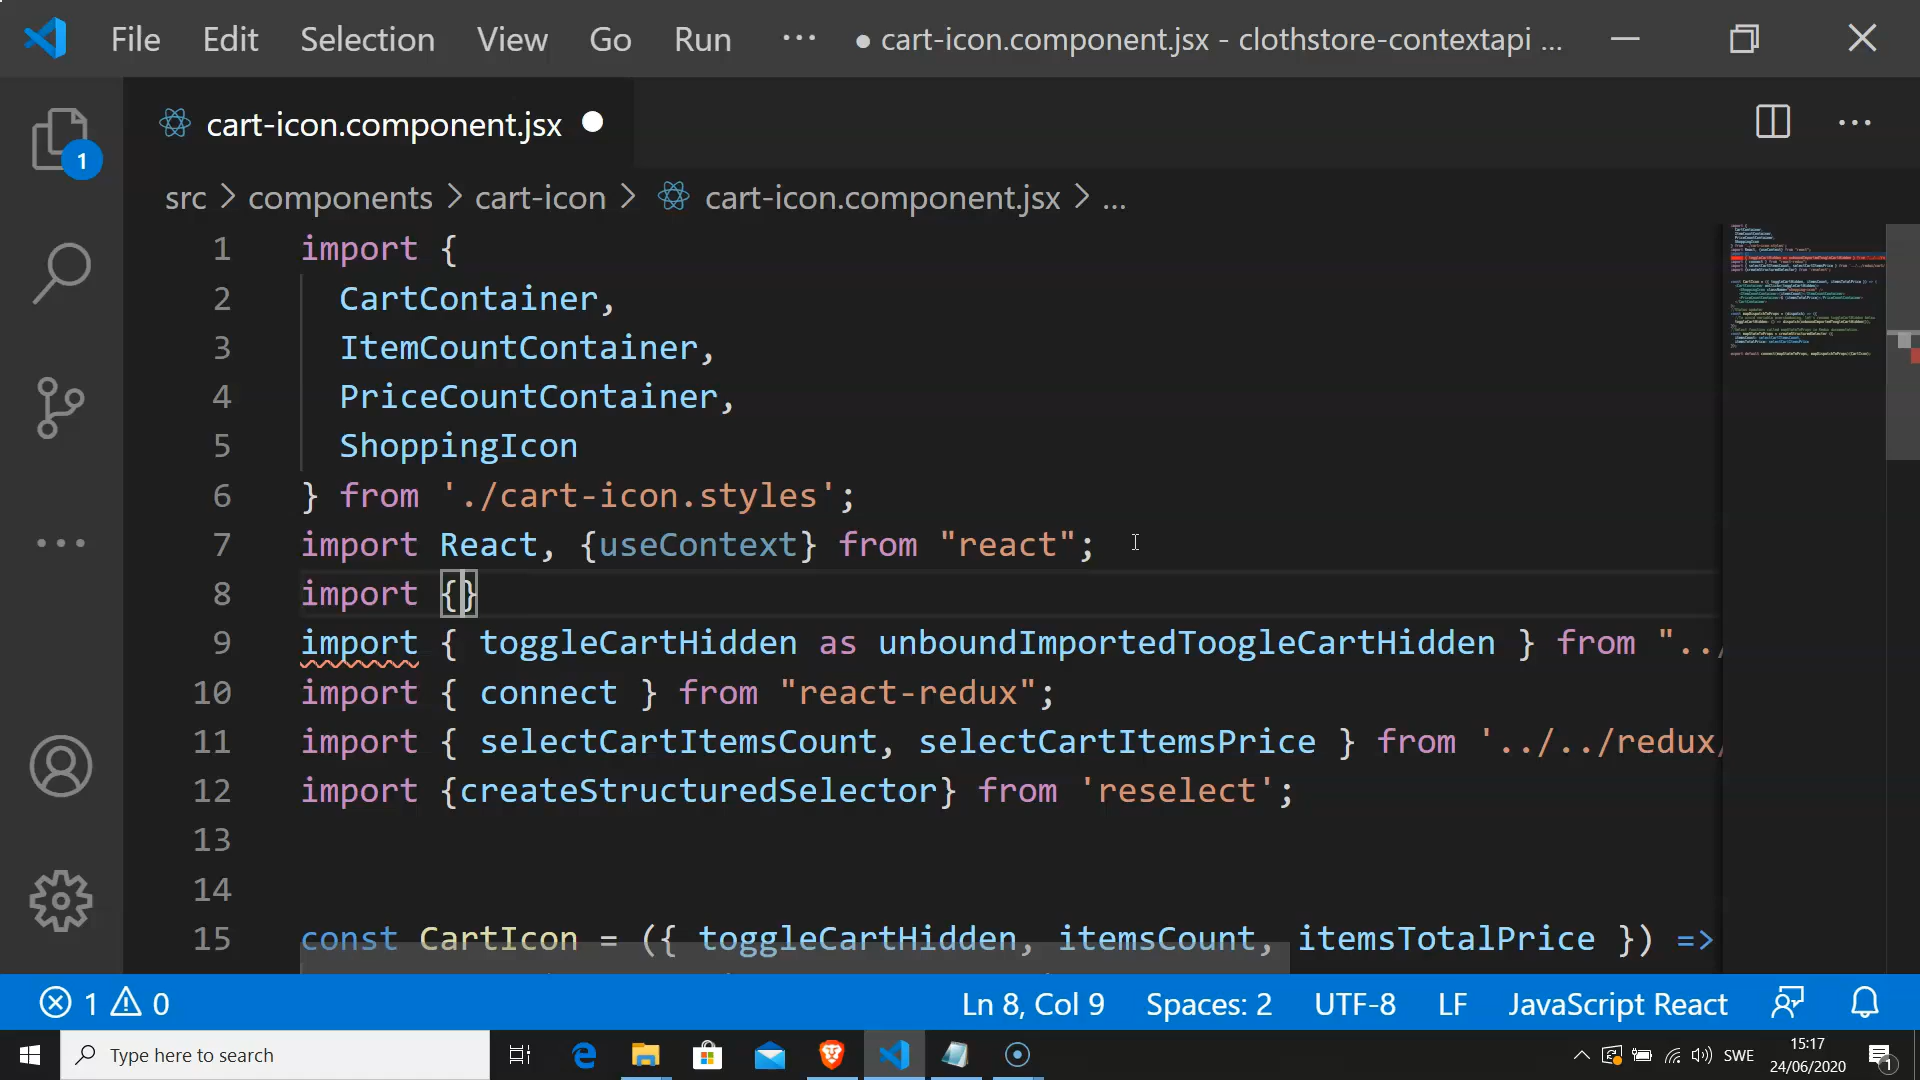 File Edit Selection View Go Run ··· ● cart-icon.component.jsx - clothstore-contextapi ...
cart-icon.component.jsx
1
src > components > cart-icon > cart-icon.component.jsx > ...
1 import {
2 CartContainer,
3 ItemCountContainer,
4 PriceCountContainer,
5 ShoppingIcon
6 } from './cart-icon.styles';
7 import React, {useContext} from "react";
8 import {}
9 import { toggleCartHidden as unboundImportedToogleCartHidden } from "../
10 import { connect } from "react-redux";
11 import { selectCartItemsCount, selectCartItemsPrice } from '../../redux/
12 import {createStructuredSelector} from 'reselect';
13
14
15 const CartIcon = ({ toggleCartHidden, itemsCount, itemsTotalPrice }) =>
1 0 Ln 8, Col 9 Spaces: 2 UTF-8 LF JavaScript React
Type here to search
SWE
15:17
24/06/2020
1